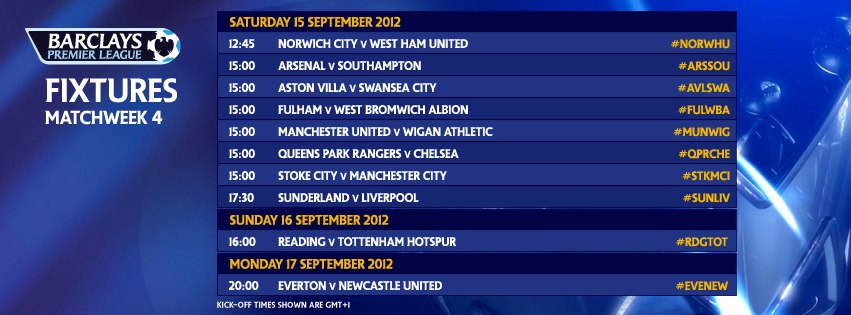 BARCLAYS
PREMIER LEAGUE
FIXTURES
MATCHWEEK 4
SATURDAY 15 SEPTEMBER 2012
12:45 NORWICH CITY v WEST HAM UNITED #NORWHU
15:00 ARSENAL v SOUTHAMPTON #ARSSOU
15:00 ASTON VILLA v SWANSEA CITY #AVLSWA
15:00 FULHAM v WEST BROMWICH ALBION #FULWBA
15:00 MANCHESTER UNITED v WIGAN ATHLETIC #MUNWIG
15:00 QUEENS PARK RANGERS v CHELSEA #QPRCHE
15:00 STOKE CITY v MANCHESTER CITY #STKMCI
17:30 SUNDERLAND v LIVERPOOL #SUNLIV
SUNDAY 16 SEPTEMBER 2012
16:00 READING v TOTTENHAM HOTSPUR #RDGTOT
MONDAY 17 SEPTEMBER 2012
20:00 EVERTON v NEWCASTLE UNITED #EVENEW
KICK-OFF TIMES SHOWN ARE GMT+1